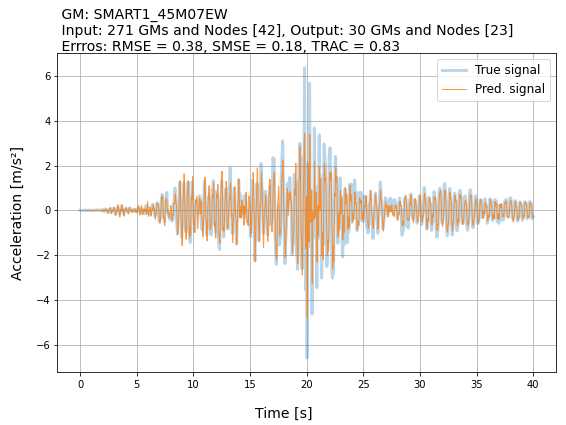 GM: SMART1_45M07EW
Input: 271 GMs and Nodes [42], Output: 30 GMs and Nodes [23]
Errros: RMSE = 0.38, SMSE = 0.18, TRAC = 0.83
True signal
Pred. signal
6
4
2
0
−2
−4
−6
Acceleration [m/s²]
0 5 10 15 20 25 30 35 40
Time [s]